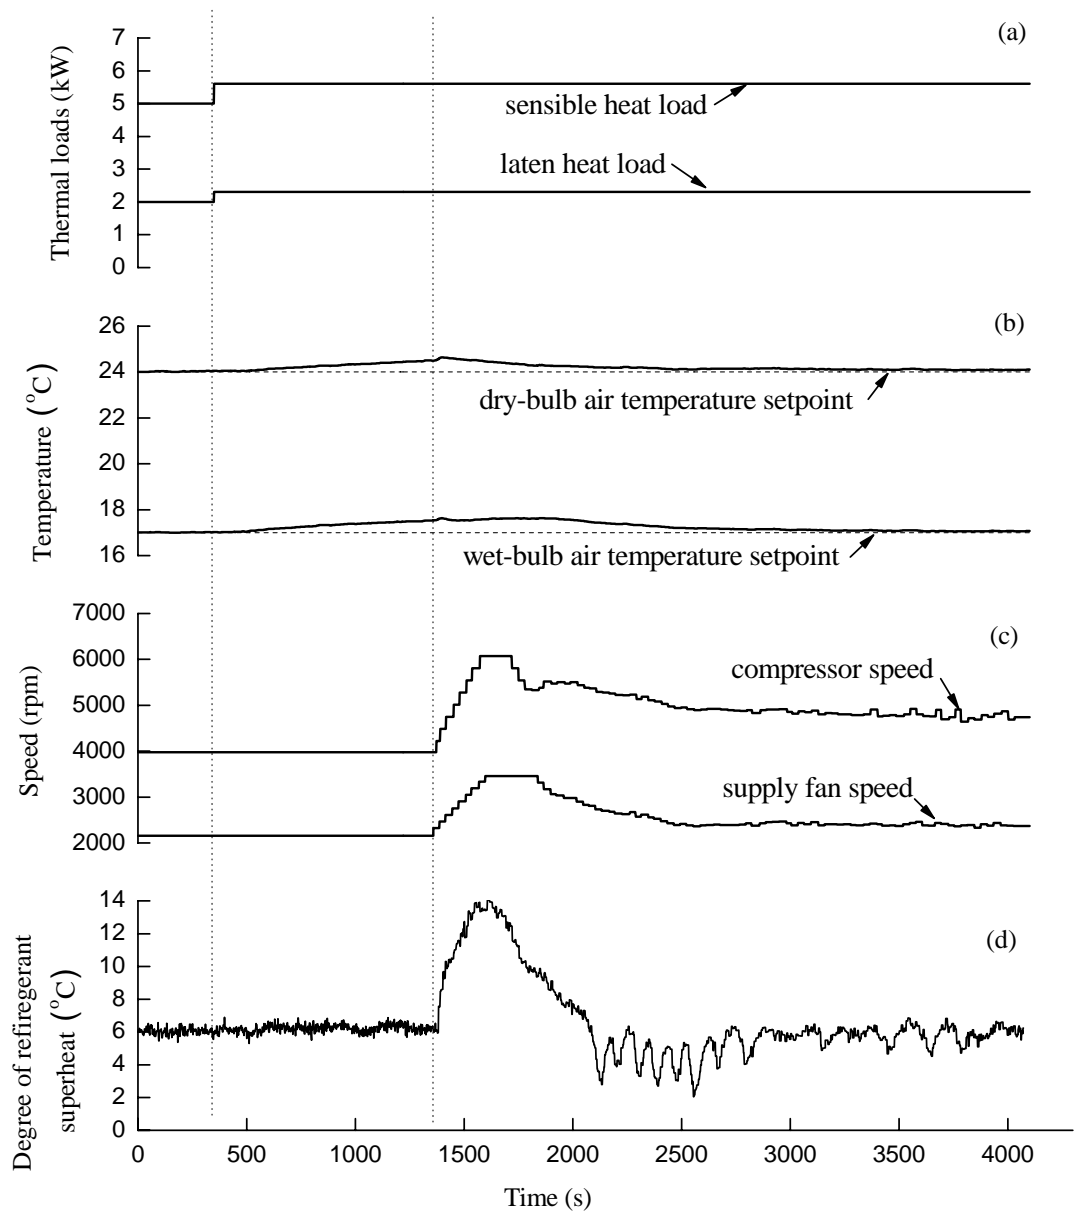 (a)
7
6
5
4
3
2
1
0
Thermal loads (kW)
sensible heat load
laten heat load
(b)
26
24
22
20
18
16
Temperature (°C)
dry-bulb air temperature setpoint
wet-bulb air temperature setpoint
(c)
7000
6000
5000
4000
3000
2000
Speed (rpm)
compressor speed
supply fan speed
(d)
14
12
10
8
6
4
2
0
Degree of refiregerant
superheat (°C)
0 500 1000 1500 2000 2500 3000 3500 4000
Time (s)